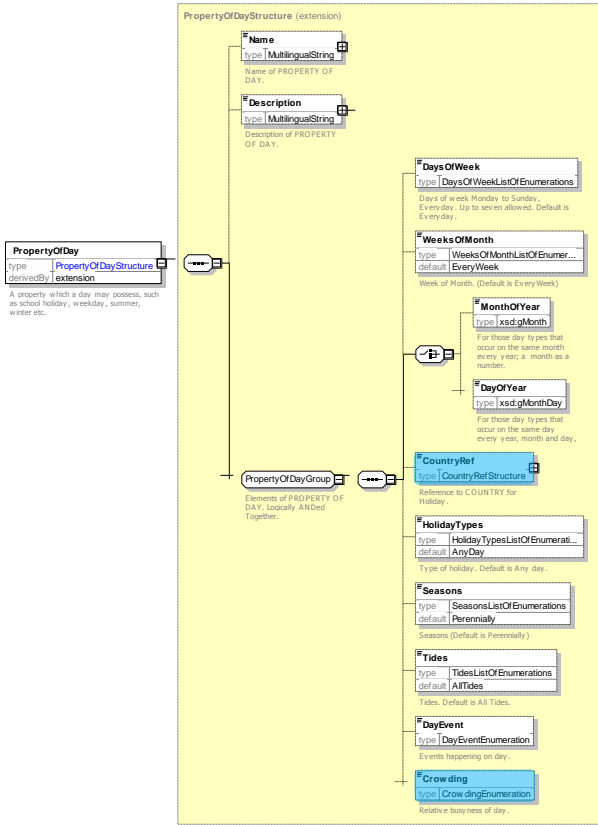 PropertyOfDayStructure (extension)
Name
type MultilingualString
Name of PROPERTY OF
DAY.
Description
type MultilingualString
Description of PROPERTY
OF DAY.
PropertyOfDay
type PropertyOfDayStructure
derivedBy extension
A property which a day may possess, such
as school holiday, weekday, summer,
winter etc.
PropertyOfDayGroup
Elements of PROPERTY OF
DAY. Logically ANDed
Together.
DaysOfWeek
type DaysOfWeekListOfEnumerations
Days of week Monday to Sunday,
Everyday. Up to seven allowed. Default is
Everyday.
WeeksOfMonth
type WeeksOfMonthListOfEnumer...
default EveryWeek
Week of Month. (Default is EveryWeek)
MonthOfYear
type xsd:gMonth
For those day types that
occur on the same month
every year; a month as a
number.
DayOfYear
type xsd:gMonthDay
For those day types that
occur on the same day
every year, month and day,
CountryRef
type CountryRefStructure
Reference to COUNTRY for
Holiday.
HolidayTypes
type HolidayTypesListOfEnumerati...
default AnyDay
Type of holiday. Default is Any day.
Seasons
type SeasonsListOfEnumerations
default Perennially
Seasons (Default is Perennially)
Tides
type TidesListOfEnumerations
default AllTides
Tides. Default is All Tides.
DayEvent
type DayEventEnumeration
Events happening on day.
Crowding
type CrowdingEnumeration
Relative busyness of day.